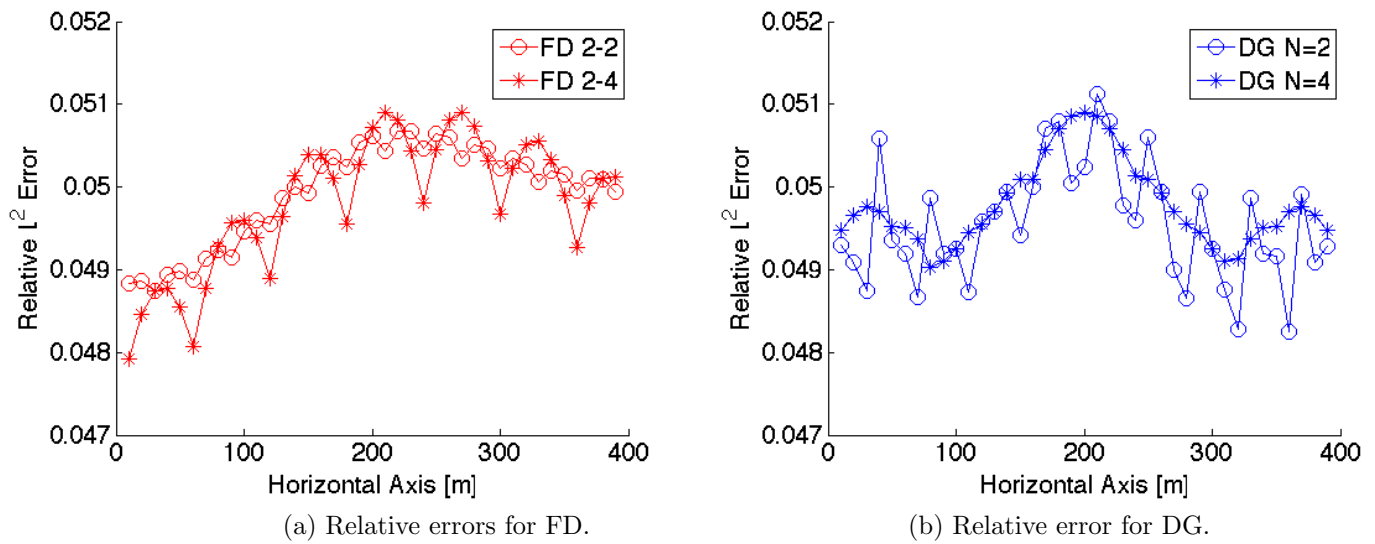 0.052
0.051
0.05
0.049
0.048
0.047
Relative L² Error
FD 2-2
FD 2-4
0
100
200
300
400
Horizontal Axis [m]
(a) Relative errors for FD.
0.052
0.051
0.05
0.049
0.048
0.047
Relative L² Error
DG N=2
DG N=4
0
100
200
300
400
Horizontal Axis [m]
(b) Relative error for DG.